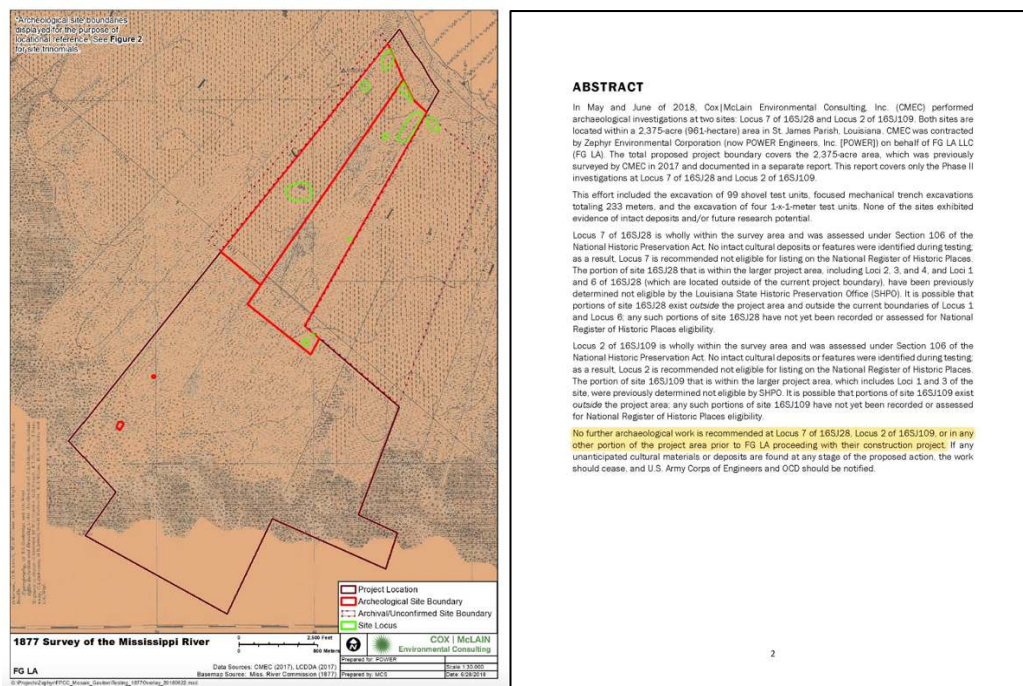 *Archeological site boundaries
displayed for the purpose of
locational reference. See Figure 2
for site trinomials.
Project Location
Archeological Site Boundary
Archival/Unconfirmed Site Boundary
Site Locus
1877 Survey of the Mississippi River
0 2,000 Feet
0 600 Meters
COX | McLAIN
Environmental Consulting
Prepared for: POWER
Scale: 1:30,000
FG LA
Data Sources: CMEC (2017), LCDDA (2017)
Basemap Source: Miss. River Commission (1877)
Prepared by: MCS
Date: 6/28/2018
ABSTRACT
In May and June of 2018, Cox|McLain Environmental Consulting, Inc. (CMEC) performed
archaeological investigations at two sites: Locus 7 of 16SJ28 and Locus 2 of 16SJ109. Both sites are
located within a 2,375-acre (961-hectare) area in St. James Parish, Louisiana. CMEC was contracted
by Zephyr Environmental Corporation (now POWER Engineers, Inc. [POWER]) on behalf of FG LA LLC
(FG LA). The total proposed project boundary covers the 2,375-acre area, which was previously
surveyed by CMEC in 2017 and documented in a separate report. This report covers only the Phase II
investigations at Locus 7 of 16SJ28 and Locus 2 of 16SJ109.
This effort included the excavation of 99 shovel test units, focused mechanical trench excavations
totaling 233 meters, and the excavation of four 1-x-1-meter test units. None of the sites exhibited
evidence of intact deposits and/or future research potential.
Locus 7 of 16SJ28 is wholly within the survey area and was assessed under Section 106 of the
National Historic Preservation Act. No intact cultural deposits or features were identified during testing;
as a result, Locus 7 is recommended not eligible for listing on the National Register of Historic Places.
The portion of site 16SJ28 that is within the larger project area, including Loci 2, 3, and 4, and Loci 1
and 6 of 16SJ28 (which are located outside of the current project boundary), have been previously
determined not eligible by the Louisiana State Historic Preservation Office (SHPO). It is possible that
portions of site 16SJ28 exist outside the project area and outside the current boundaries of Locus 1
and Locus 6; any such portions of site 16SJ28 have not yet been recorded or assessed for National
Register of Historic Places eligibility.
Locus 2 of 16SJ109 is wholly within the survey area and was assessed under Section 106 of the
National Historic Preservation Act. No intact cultural deposits or features were identified during testing;
as a result, Locus 2 is recommended not eligible for listing on the National Register of Historic Places.
The portion of site 16SJ109 that is within the larger project area, which includes Loci 1 and 3 of the
site, were previously determined not eligible by SHPO. It is possible that portions of site 16SJ109 exist
outside the project area; any such portions of site 16SJ109 have not yet been recorded or assessed
for National Register of Historic Places eligibility.
No further archaeological work is recommended at Locus 7 of 16SJ28, Locus 2 of 16SJ109, or in any
other portion of the project area prior to FG LA proceeding with their construction project. If any
unanticipated cultural materials or deposits are found at any stage of the proposed action, the work
should cease, and U.S. Army Corps of Engineers and OCD should be notified.
2